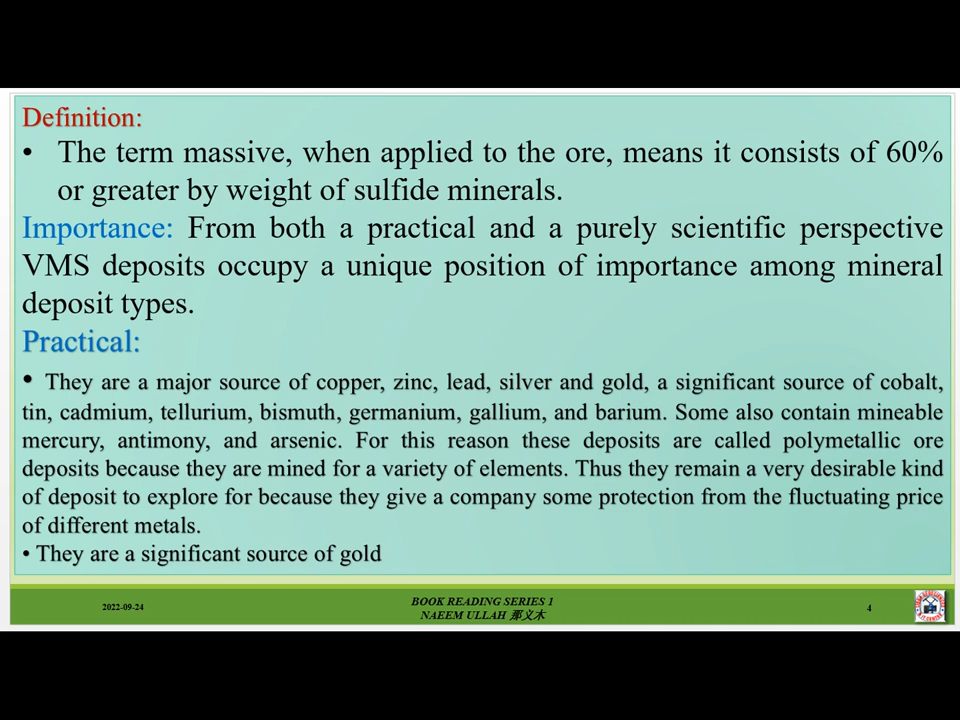 Definition:
• The term massive, when applied to the ore, means it consists of 60%
or greater by weight of sulfide minerals.
Importance: From both a practical and a purely scientific perspective
VMS deposits occupy a unique position of importance among mineral
deposit types.
Practical:
• They are a major source of copper, zinc, lead, silver and gold, a significant source of cobalt,
tin, cadmium, tellurium, bismuth, germanium, gallium, and barium. Some also contain mineable
mercury, antimony, and arsenic. For this reason these deposits are called polymetallic ore
deposits because they are mined for a variety of elements. Thus they remain a very desirable kind
of deposit to explore for because they give a company some protection from the fluctuating price
of different metals.
• They are a significant source of gold
2022-09-24
BOOK READING SERIES 1
NAEEM ULLAH 那义木
4